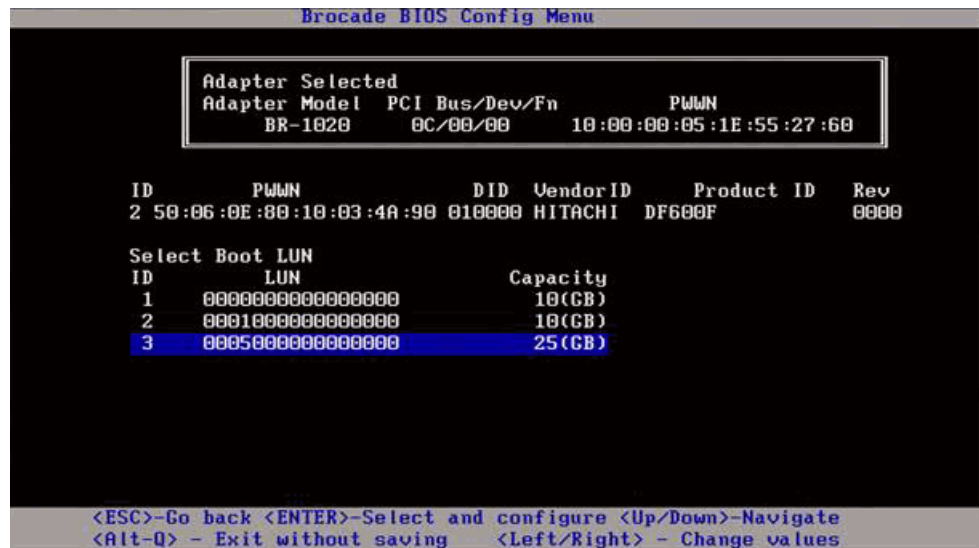 Brocade BIOS Config Menu
Adapter Selected
Adapter Model PCI Bus/Dev/Fn PWWN
BR-1020 0C/00/00 10:00:00:05:1E:55:27:60
ID PWWN DID VendorID Product ID Rev
2 50:06:0E:80:10:03:4A:90 010000 HITACHI DF600F 0000
Select Boot LUN
ID LUN Capacity
1 0000000000000000 10(GB)
2 0001000000000000 10(GB)
3 0005000000000000 25(GB)
<ESC>-Go back <ENTER>-Select and configure <Up/Down>-Navigate
<Alt-Q> - Exit without saving <Left/Right> - Change values